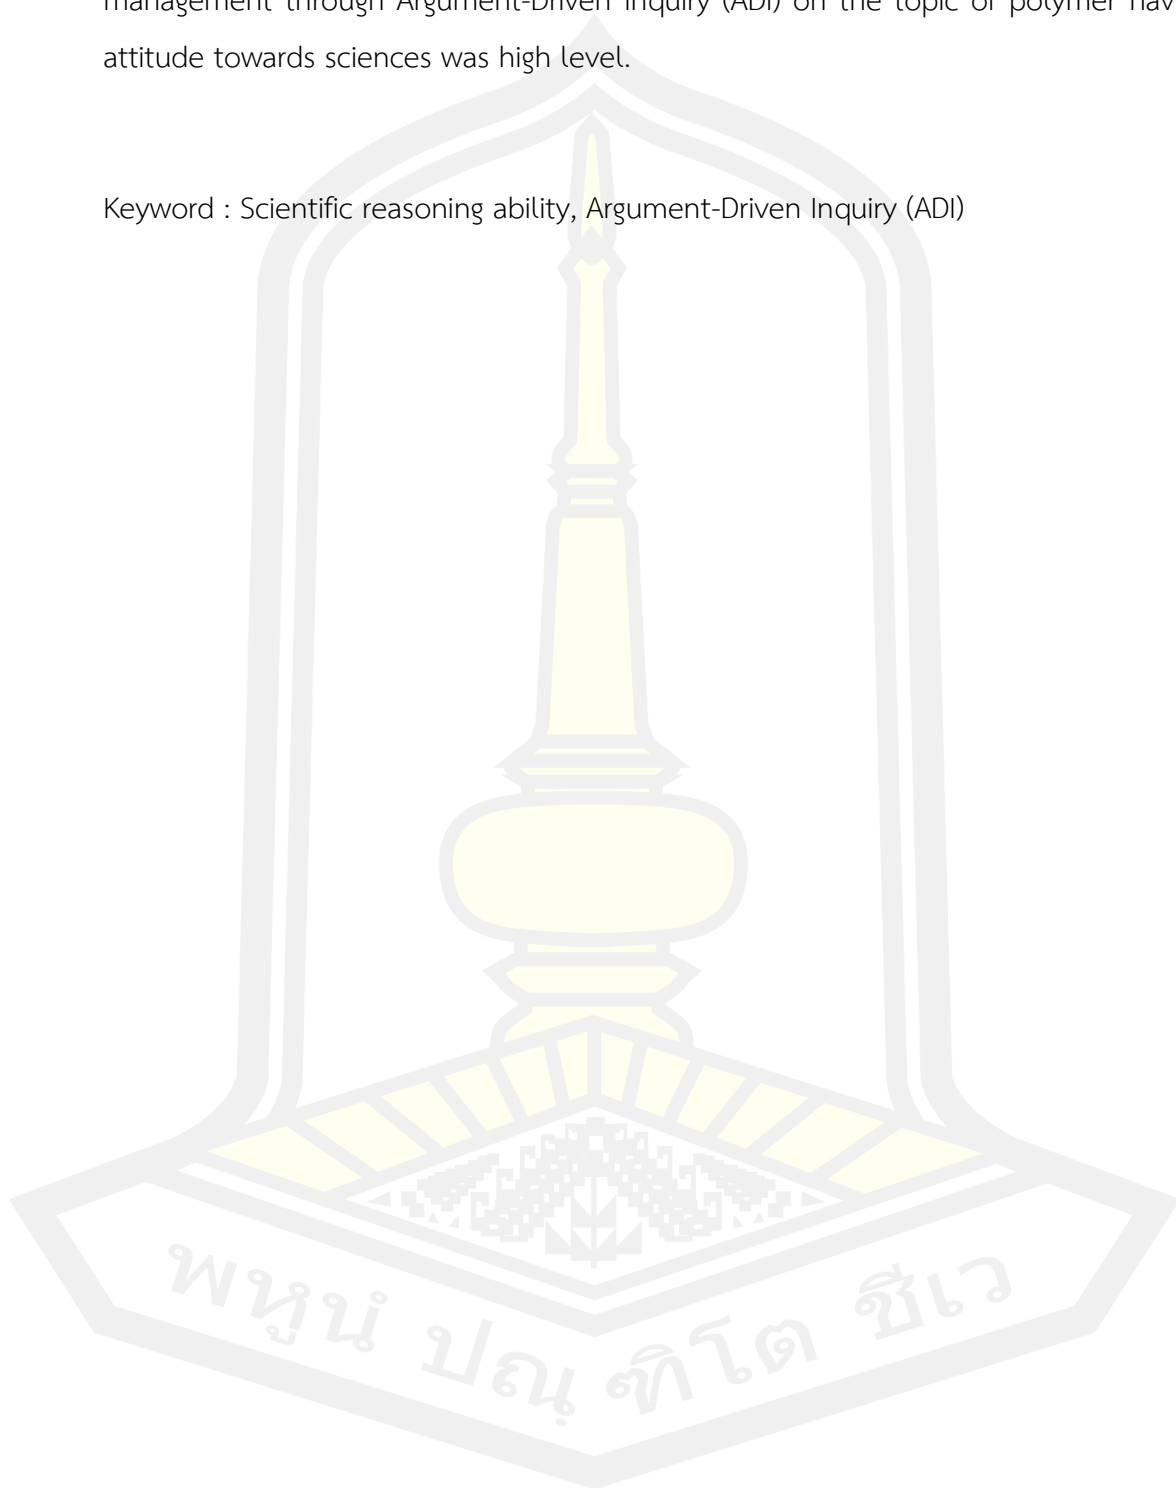 management through Argument-Driven Inquiry (ADI) on the topic of polymer hav
attitude towards sciences was high level.
Keyword : Scientific reasoning ability, Argument-Driven Inquiry (ADI)
พหูนํ ปณฺฑิโต ชีเว